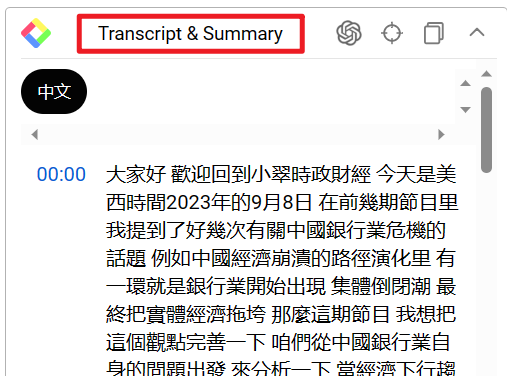 Transcript & Summary
中文
00:00
大家好 歡迎回到小翠時政財經 今天是美
西時間2023年的9月8日 在前幾期節目里
我提到了好幾次有關中國銀行業危機的
話題 例如中國經濟崩潰的路徑演化里 有
一環就是銀行業開始出現 集體倒閉潮 最
終把實體經濟拖垮 那麼這期節目 我想把
這個觀點完善一下 咱們從中國銀行業自
身的問題出發 來分析一下 當經濟下行趨